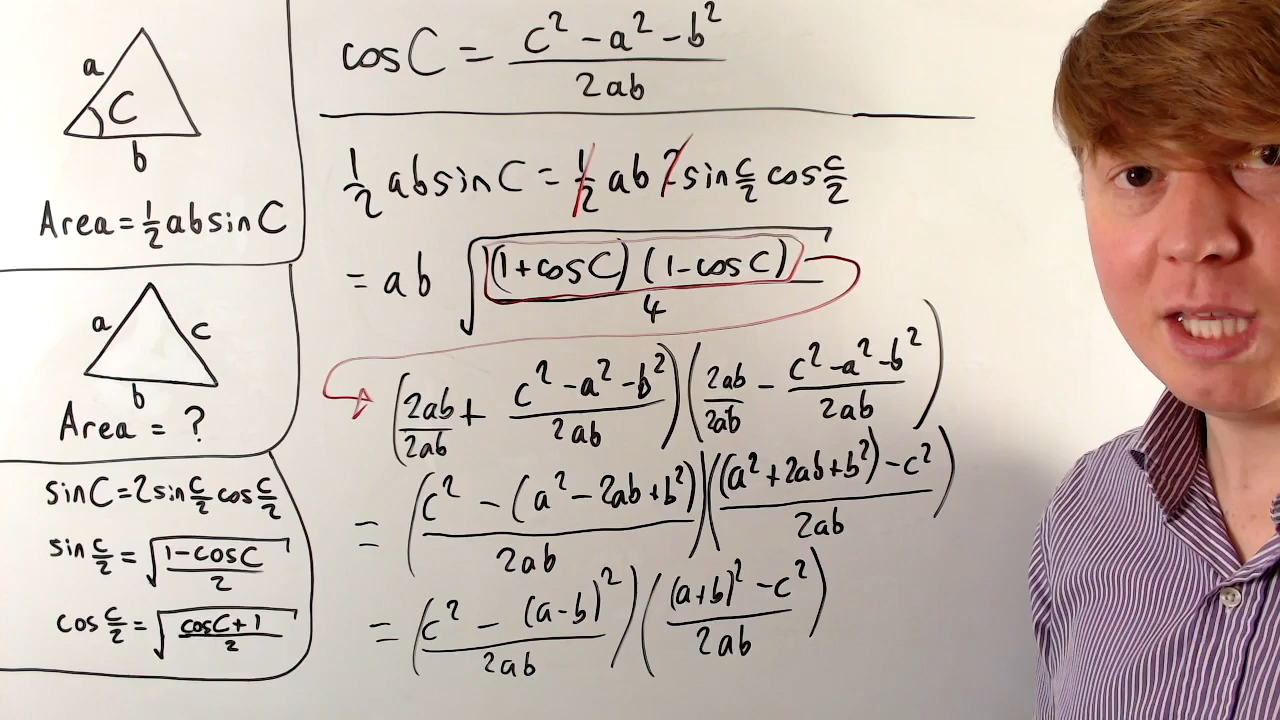 a
C
b
Area = ½ab sin C
a
c
b
Area = ?
sin C = 2 sin C/2 cos C/2
sin C/2 = √((1 - cos C)/2)
cos C/2 = √((cos C + 1)/2)
cos C = (c² - a² - b²)/(2ab)
½ ab sin C = ½ ab 2 sin C/2 cos C/2
= ab √((1 + cos C)(1 - cos C)/4)
(2ab/2ab + (c² - a² - b²)/2ab)(2ab/2ab - (c² - a² - b²)/2ab)
= ((c² - (a² - 2ab + b²))/2ab)(((a² + 2ab + b²) - c²)/2ab)
= ((c² - (a - b)²)/2ab)(((a + b)² - c²)/2ab)